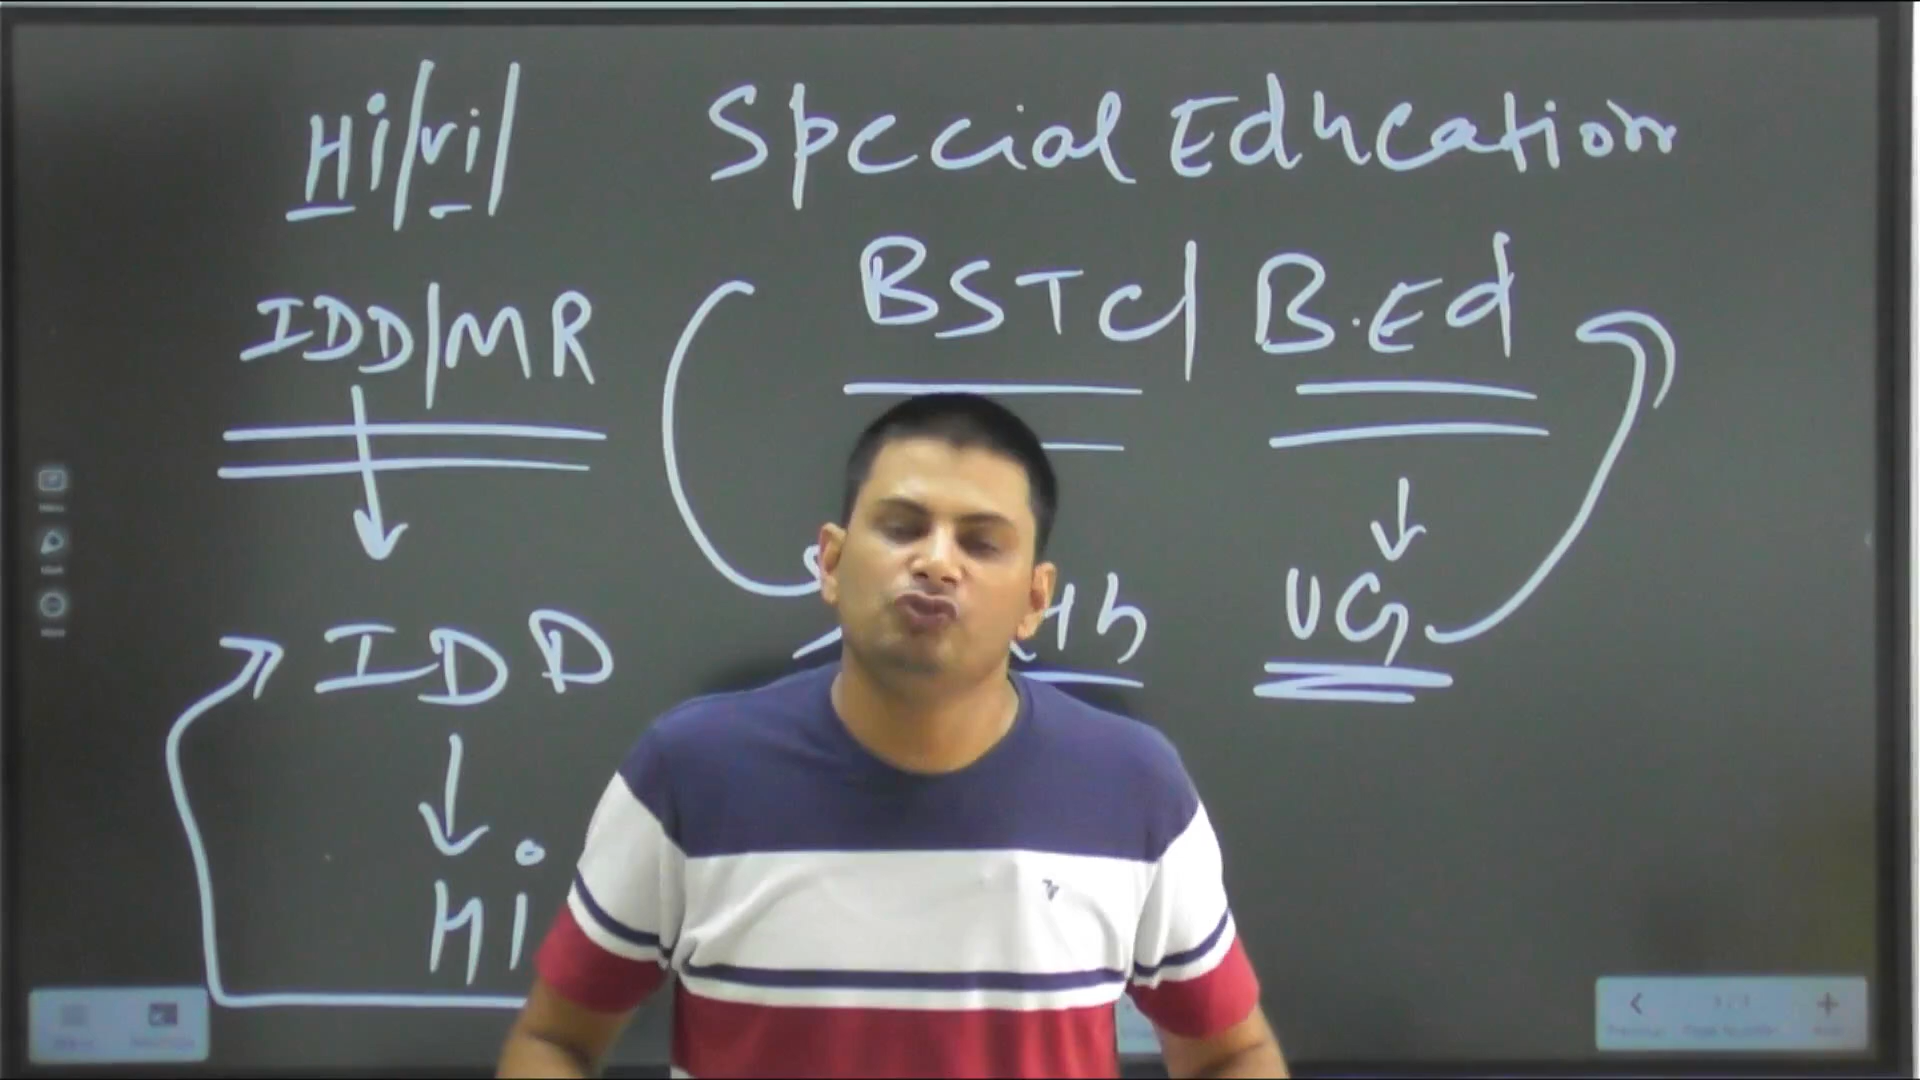 Hi/vi/ Special Education
IDD/MR BSTC/ B.Ed
UG
IDD
Hi